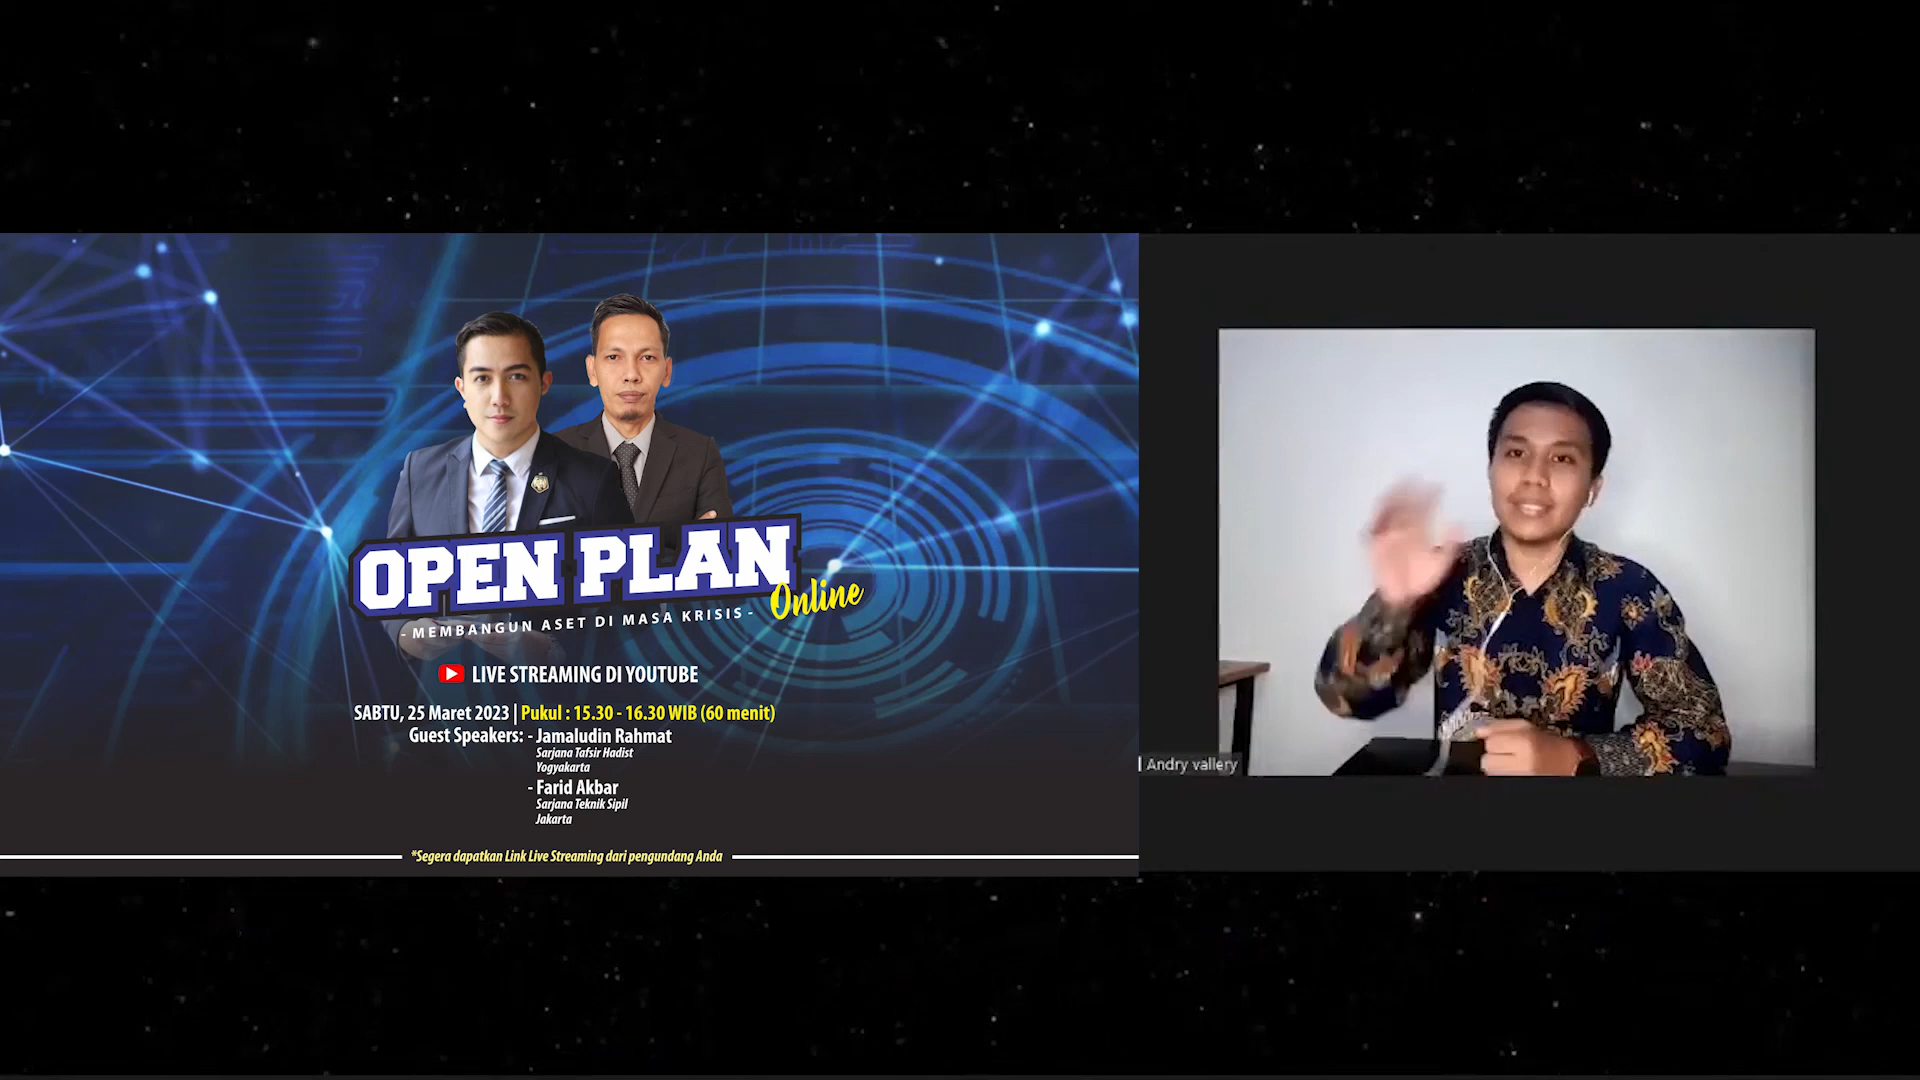 OPEN PLAN
Online
- MEMBANGUN ASET DI MASA KRISIS -
LIVE STREAMING DI YOUTUBE
SABTU, 25 Maret 2023 | Pukul : 15.30 - 16.30 WIB (60 menit)
Guest Speakers: - Jamaludin Rahmat
Sarjana Tafsir Hadist
Yogyakarta
- Farid Akbar
Sarjana Teknik Sipil
Jakarta
*Segera dapatkan Link Live Streaming dari pengundang Anda
Andry vallery